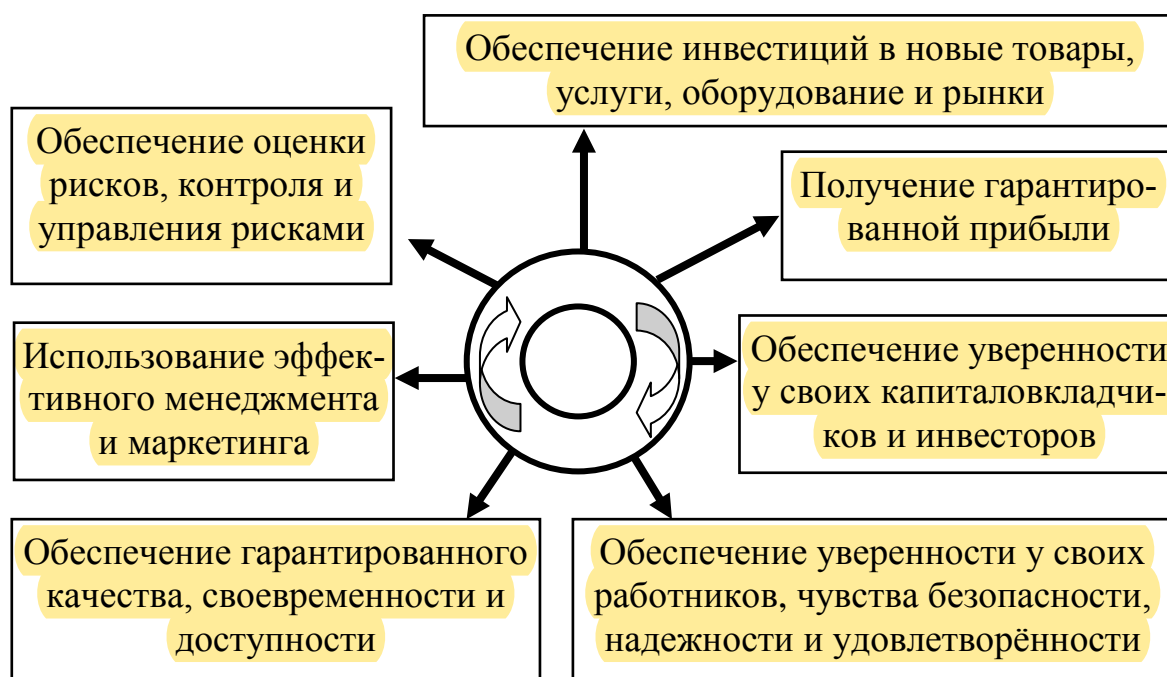 Обеспечение инвестиций в новые товары,
услуги, оборудование и рынки
Обеспечение оценки
рисков, контроля и
управления рисками
Получение гарантиро-
ванной прибыли
Использование эффек-
тивного менеджмента
и маркетинга
Обеспечение уверенности
у своих капиталовкладчи-
ков и инвесторов
Обеспечение гарантированного
качества, своевременности и
доступности
Обеспечение уверенности у своих
работников, чувства безопасности,
надежности и удовлетворённости